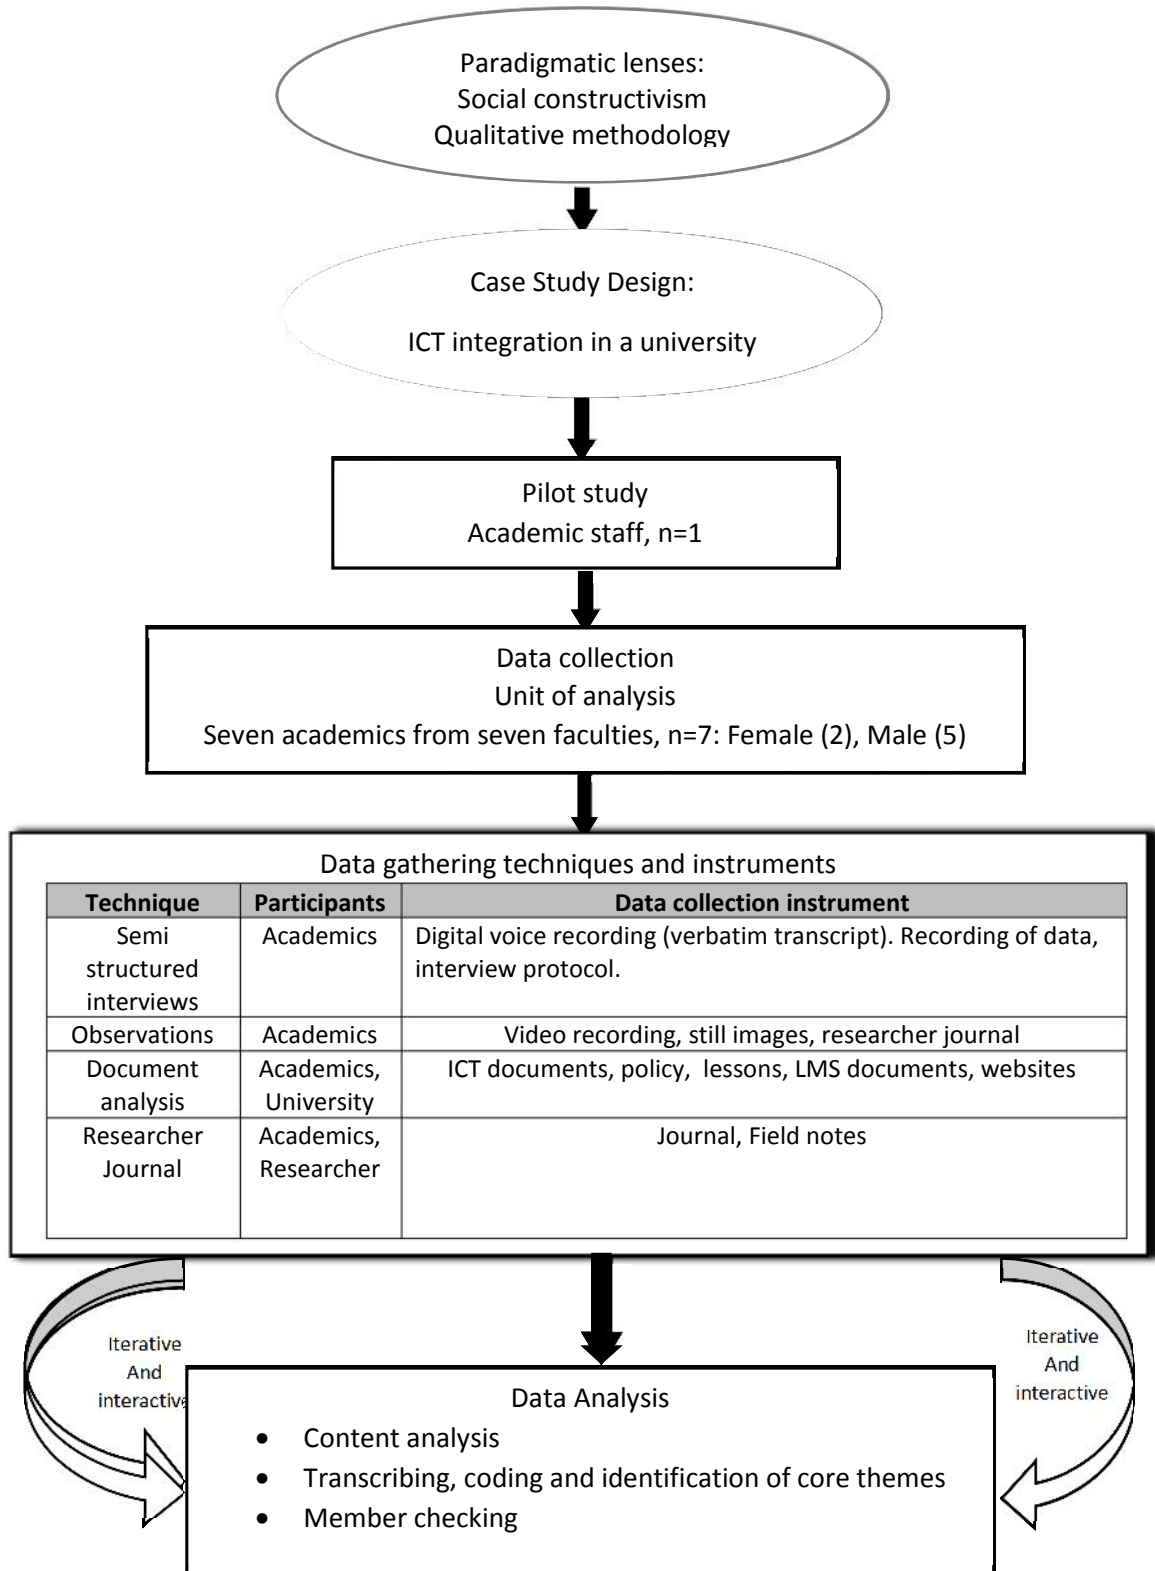 Paradigmatic lenses:
Social constructivism
Qualitative methodology
Case Study Design:
ICT integration in a university
Pilot study
Academic staff, n=1
Data collection
Unit of analysis
Seven academics from seven faculties, n=7: Female (2), Male (5)
Data gathering techniques and instruments
Technique Participants Data collection instrument
Semi
structured
interviews
Academics
Digital voice recording (verbatim transcript). Recording of data,
interview protocol.
Observations Academics Video recording, still images, researcher journal
Document
analysis
Academics,
University
ICT documents, policy, lessons, LMS documents, websites
Researcher
Journal
Academics,
Researcher
Journal, Field notes
Iterative
And
interactive
Iterative
And
interactive
Data Analysis
• Content analysis
• Transcribing, coding and identification of core themes
• Member checking